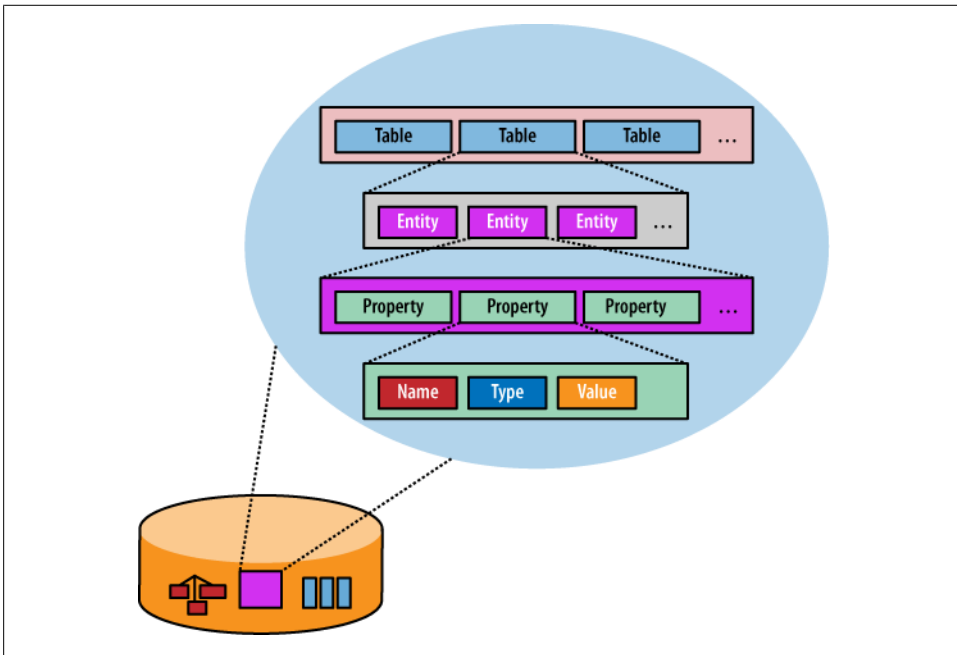 Table Table Table ...
Entity Entity Entity ...
Property Property Property ...
Name Type Value